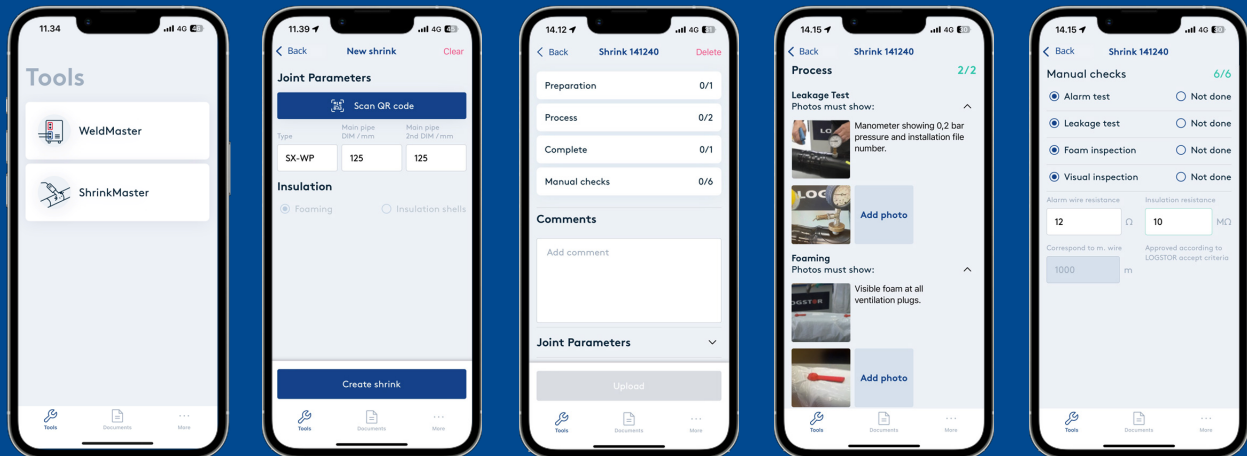 11.34
4G
Tools
WeldMaster
ShrinkMaster
Tools
Documents
More
11.39
4G
Back
New shrink
Clear
Joint Parameters
Scan QR code
Type
Main pipe
DIM / mm
Main pipe
2nd DIM / mm
SX-WP
125
125
Insulation
Foaming
Insulation shells
Create shrink
Tools
Documents
More
14.12
4G 31
Back
Shrink 141240
Delete
Preparation
0/1
Process
0/2
Complete
0/1
Manual checks
0/6
Comments
Add comment
Joint Parameters
Upload
Tools
Documents
More
14.15
4G 30
Back
Shrink 141240
Process
2/2
Leakage Test
Photos must show:
Manometer showing 0,2 bar
pressure and installation file
number.
Add photo
Foaming
Photos must show:
Visible foam at all
ventilation plugs.
Add photo
Tools
Documents
More
14.15
4G 30
Back
Shrink 141240
Manual checks
6/6
Alarm test
Not done
Leakage test
Not done
Foam inspection
Not done
Visual inspection
Not done
Alarm wire resistance
Insulation resistance
12
Ω
10
MΩ
Correspond to m. wire
Approved according to
LOGSTOR accept criteria
1000
m
Tools
Documents
More